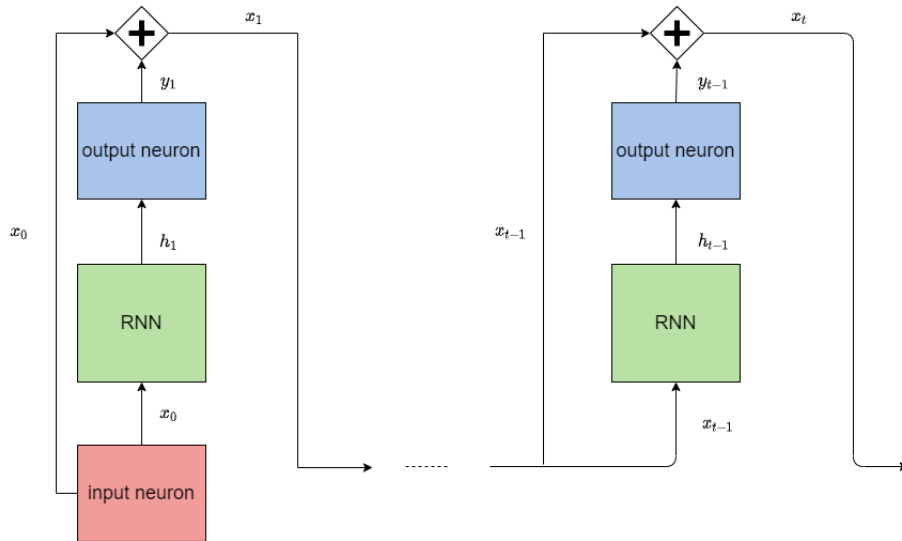 x_1
y_1
output neuron
x_0
h_1
RNN
x_0
input neuron
......
x_t
y_{t-1}
output neuron
x_{t-1}
h_{t-1}
RNN
x_{t-1}